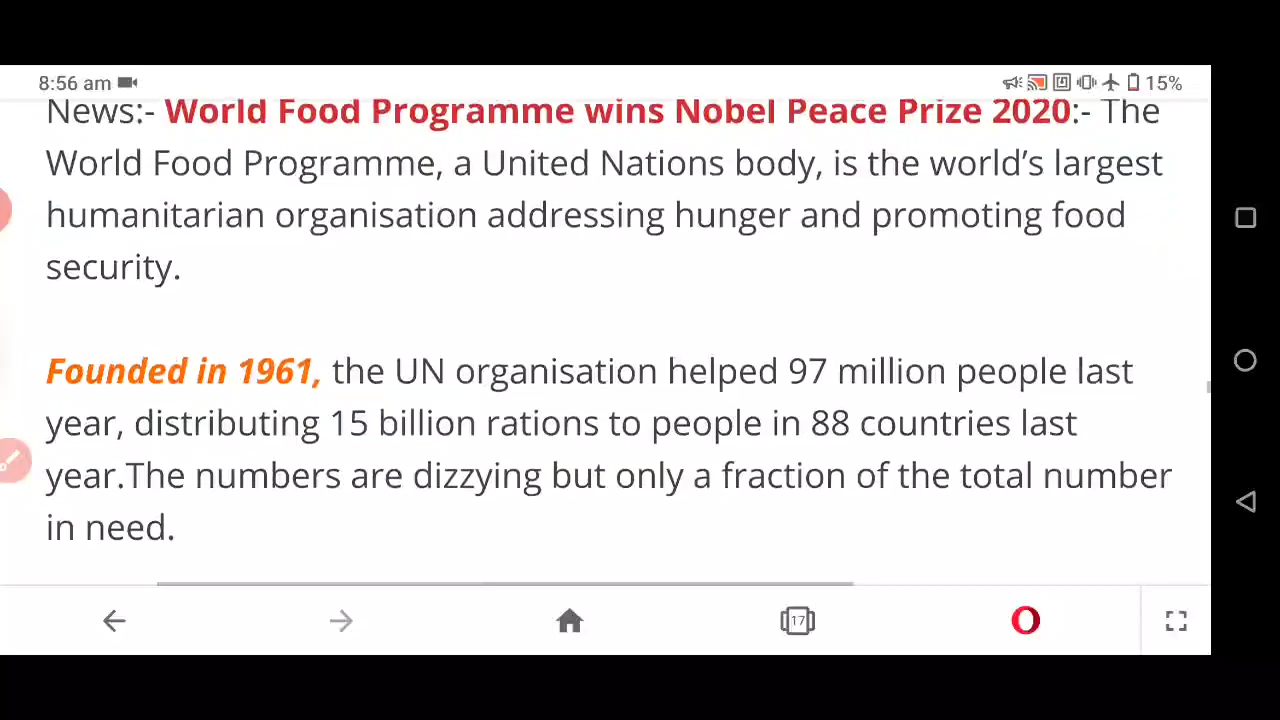 8:56 am
15%
News:- World Food Programme wins Nobel Peace Prize 2020:- The
World Food Programme, a United Nations body, is the world’s largest
humanitarian organisation addressing hunger and promoting food
security.
Founded in 1961, the UN organisation helped 97 million people last
year, distributing 15 billion rations to people in 88 countries last
year.The numbers are dizzying but only a fraction of the total number
in need.
17